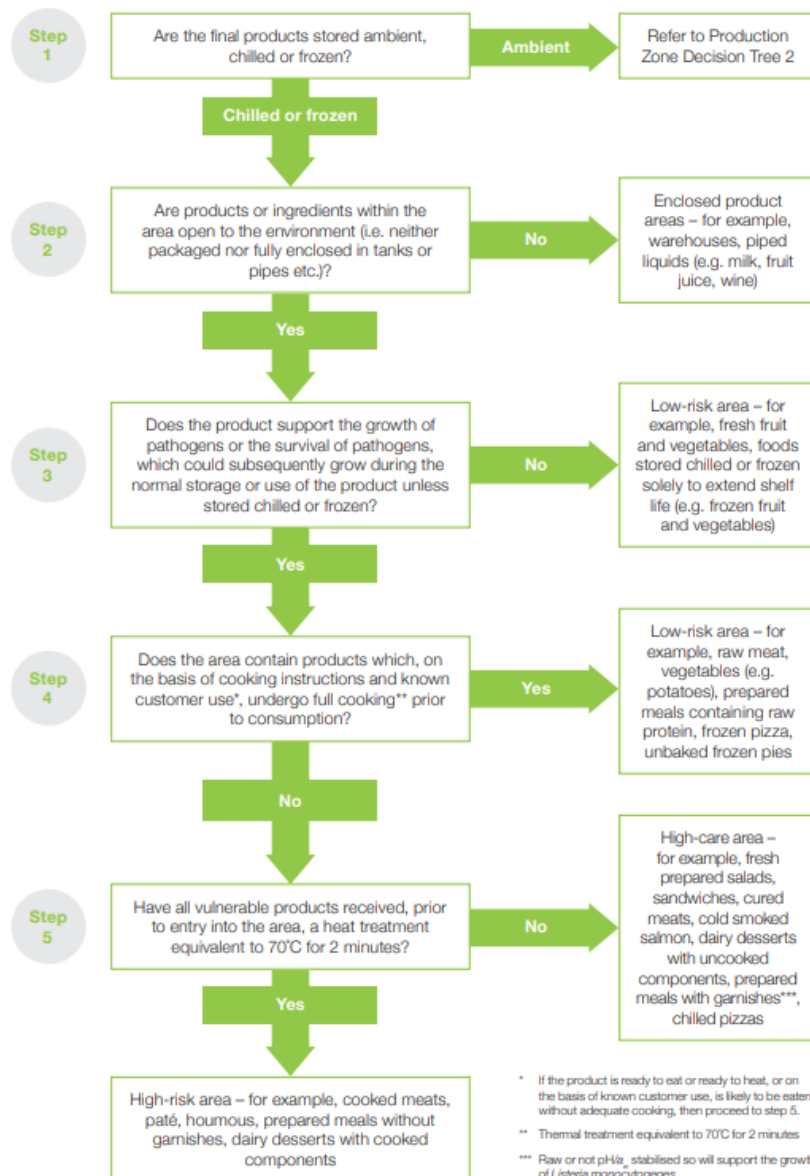 Step
1
Are the final products stored ambient,
chilled or frozen?
Ambient
Refer to Production
Zone Decision Tree 2
Chilled or frozen
Step
2
Are products or ingredients within the
area open to the environment (i.e. neither
packaged nor fully enclosed in tanks or
pipes etc.)?
No
Enclosed product
areas – for example,
warehouses, piped
liquids (e.g. milk, fruit
juice, wine)
Yes
Step
3
Does the product support the growth of
pathogens or the survival of pathogens,
which could subsequently grow during the
normal storage or use of the product unless
stored chilled or frozen?
No
Low-risk area – for
example, fresh fruit
and vegetables, foods
stored chilled or frozen
solely to extend shelf
life (e.g. frozen fruit
and vegetables)
Yes
Step
4
Does the area contain products which, on
the basis of cooking instructions and known
customer use*, undergo full cooking** prior
to consumption?
Yes
Low-risk area – for
example, raw meat,
vegetables (e.g.
potatoes), prepared
meals containing raw
protein, frozen pizza,
unbaked frozen pies
No
Step
5
Have all vulnerable products received, prior
to entry into the area, a heat treatment
equivalent to 70˚C for 2 minutes?
No
High-care area –
for example, fresh
prepared salads,
sandwiches, cured
meats, cold smoked
salmon, dairy desserts
with uncooked
components, prepared
meals with garnishes***,
chilled pizzas
Yes
High-risk area – for example, cooked meats,
paté, houmous, prepared meals without
garnishes, dairy desserts with cooked
components
* If the product is ready to eat or ready to heat, or on
the basis of known customer use, is likely to be eaten
without adequate cooking, then proceed to step 5.
** Thermal treatment equivalent to 70˚C for 2 minutes
*** Raw or not pH/aw stabilised so will support the growth
of Listeria monocytogenes